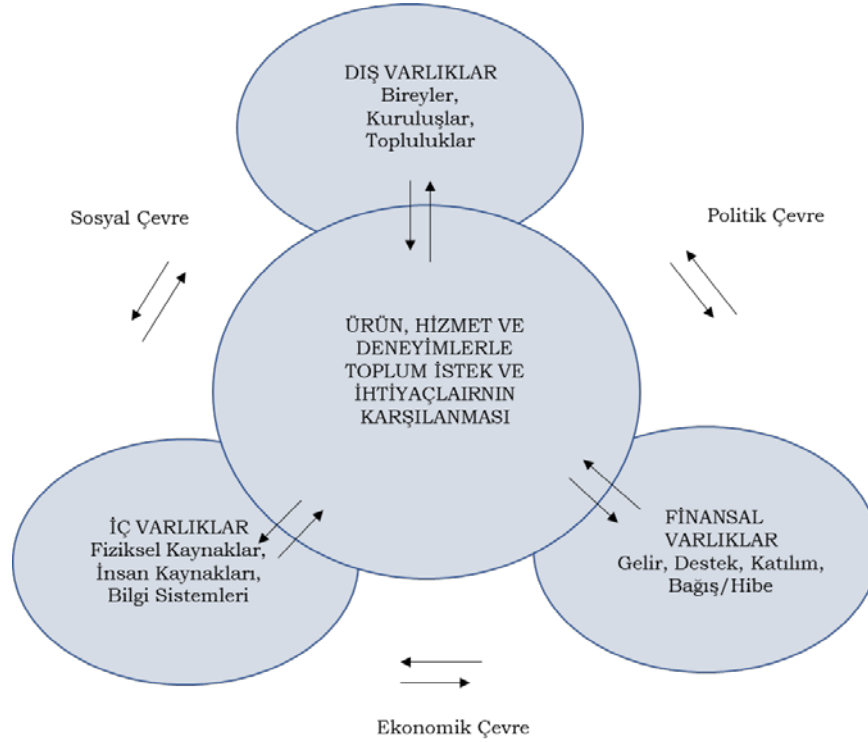 DIŞ VARLIKLAR
Bireyler,
Kuruluşlar,
Topluluklar
Sosyal Çevre
Politik Çevre
ÜRÜN, HİZMET VE
DENEYİMLERLE
TOPLUM İSTEK VE
İHTİYAÇLAIRNIN
KARŞILANMASI
İÇ VARLIKLAR
Fiziksel Kaynaklar,
İnsan Kaynakları,
Bilgi Sistemleri
FİNANSAL
VARLIKLAR
Gelir, Destek, Katılım,
Bağış/Hibe
Ekonomik Çevre